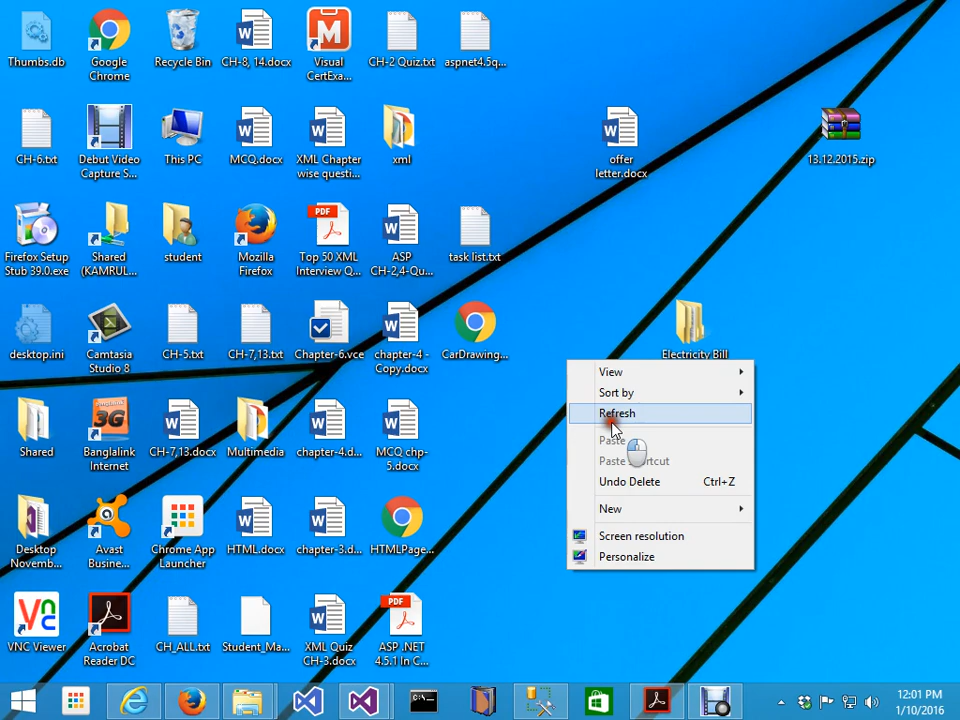 Thumbs.db
Google
Chrome
Recycle Bin
CH-8, 14.docx
Visual
CertExa...
CH-2 Quiz.txt
aspnet4.5q...
CH-6.txt
Debut Video
Capture S...
This PC
MCQ.docx
XML Chapter
wise questi...
xml
offer
letter.docx
13.12.2015.zip
Firefox Setup
Stub 39.0.exe
Shared
(KAMRUL...
student
Mozilla
Firefox
PDF
Top 50 XML
Interview Q...
ASP
CH-2,4-Qu...
task list.txt
desktop.ini
Camtasia
Studio 8
CH-5.txt
CH-7,13.txt
Chapter-6.vce
chapter-4 -
Copy.docx
CarDrawing...
Electricity Bill
View
Sort by
Refresh
Paste
Paste shortcut
Undo Delete Ctrl+Z
New
Screen resolution
Personalize
Shared
3G
Banglalink
Internet
CH-7,13.docx
Multimedia
chapter-4.d...
MCQ chp-
5.docx
Desktop
Novemb...
Avast
Busine...
Chrome App
Launcher
HTML.docx
chapter-3.d...
HTMLPage...
VNC Viewer
Acrobat
Reader DC
CH_ALL.txt
Student_Ma...
XML Quiz
CH-3.docx
PDF
ASP .NET
4.5.1 In C...
12:01 PM
1/10/2016